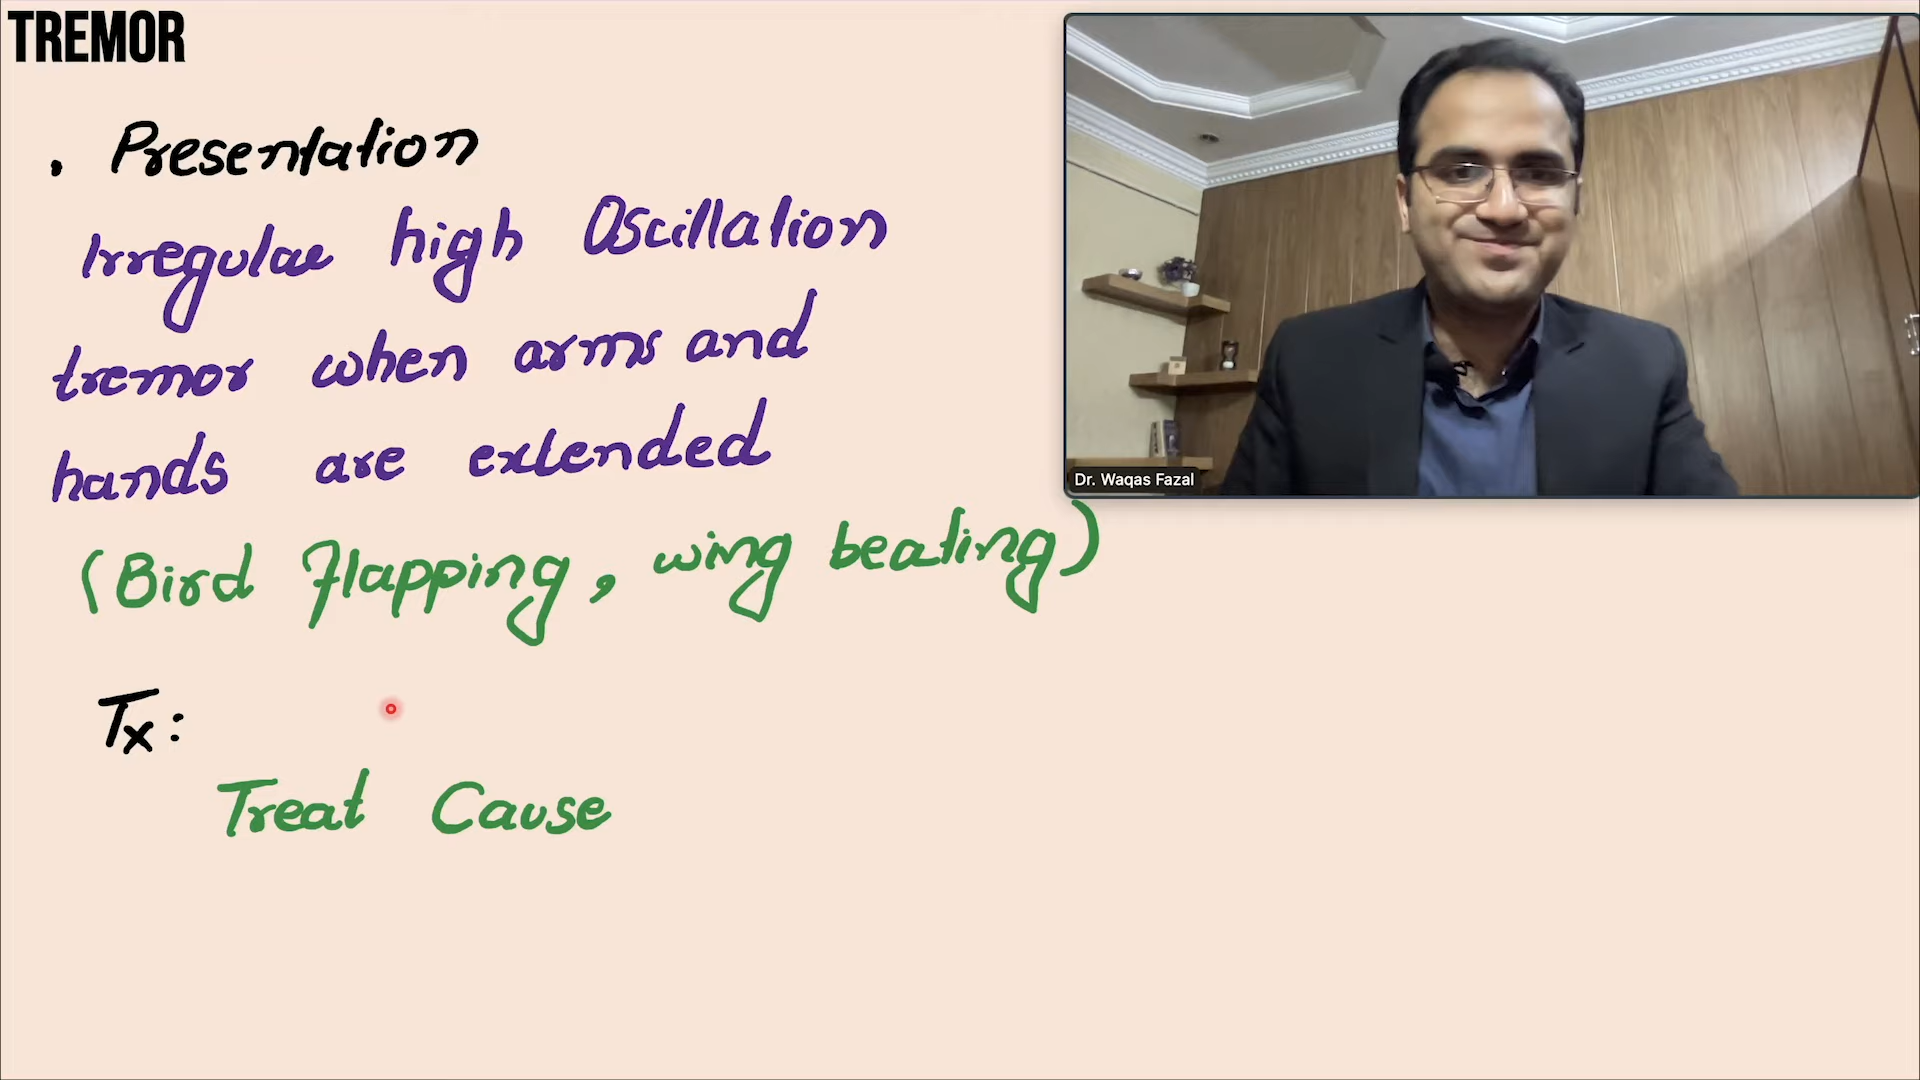 TREMOR
. Presentation
Irregular high Oscillation
tremor when arms and
hands are extended
(Bird flapping, wing beating)
Tx:
Treat Cause
Dr. Waqas Fazal